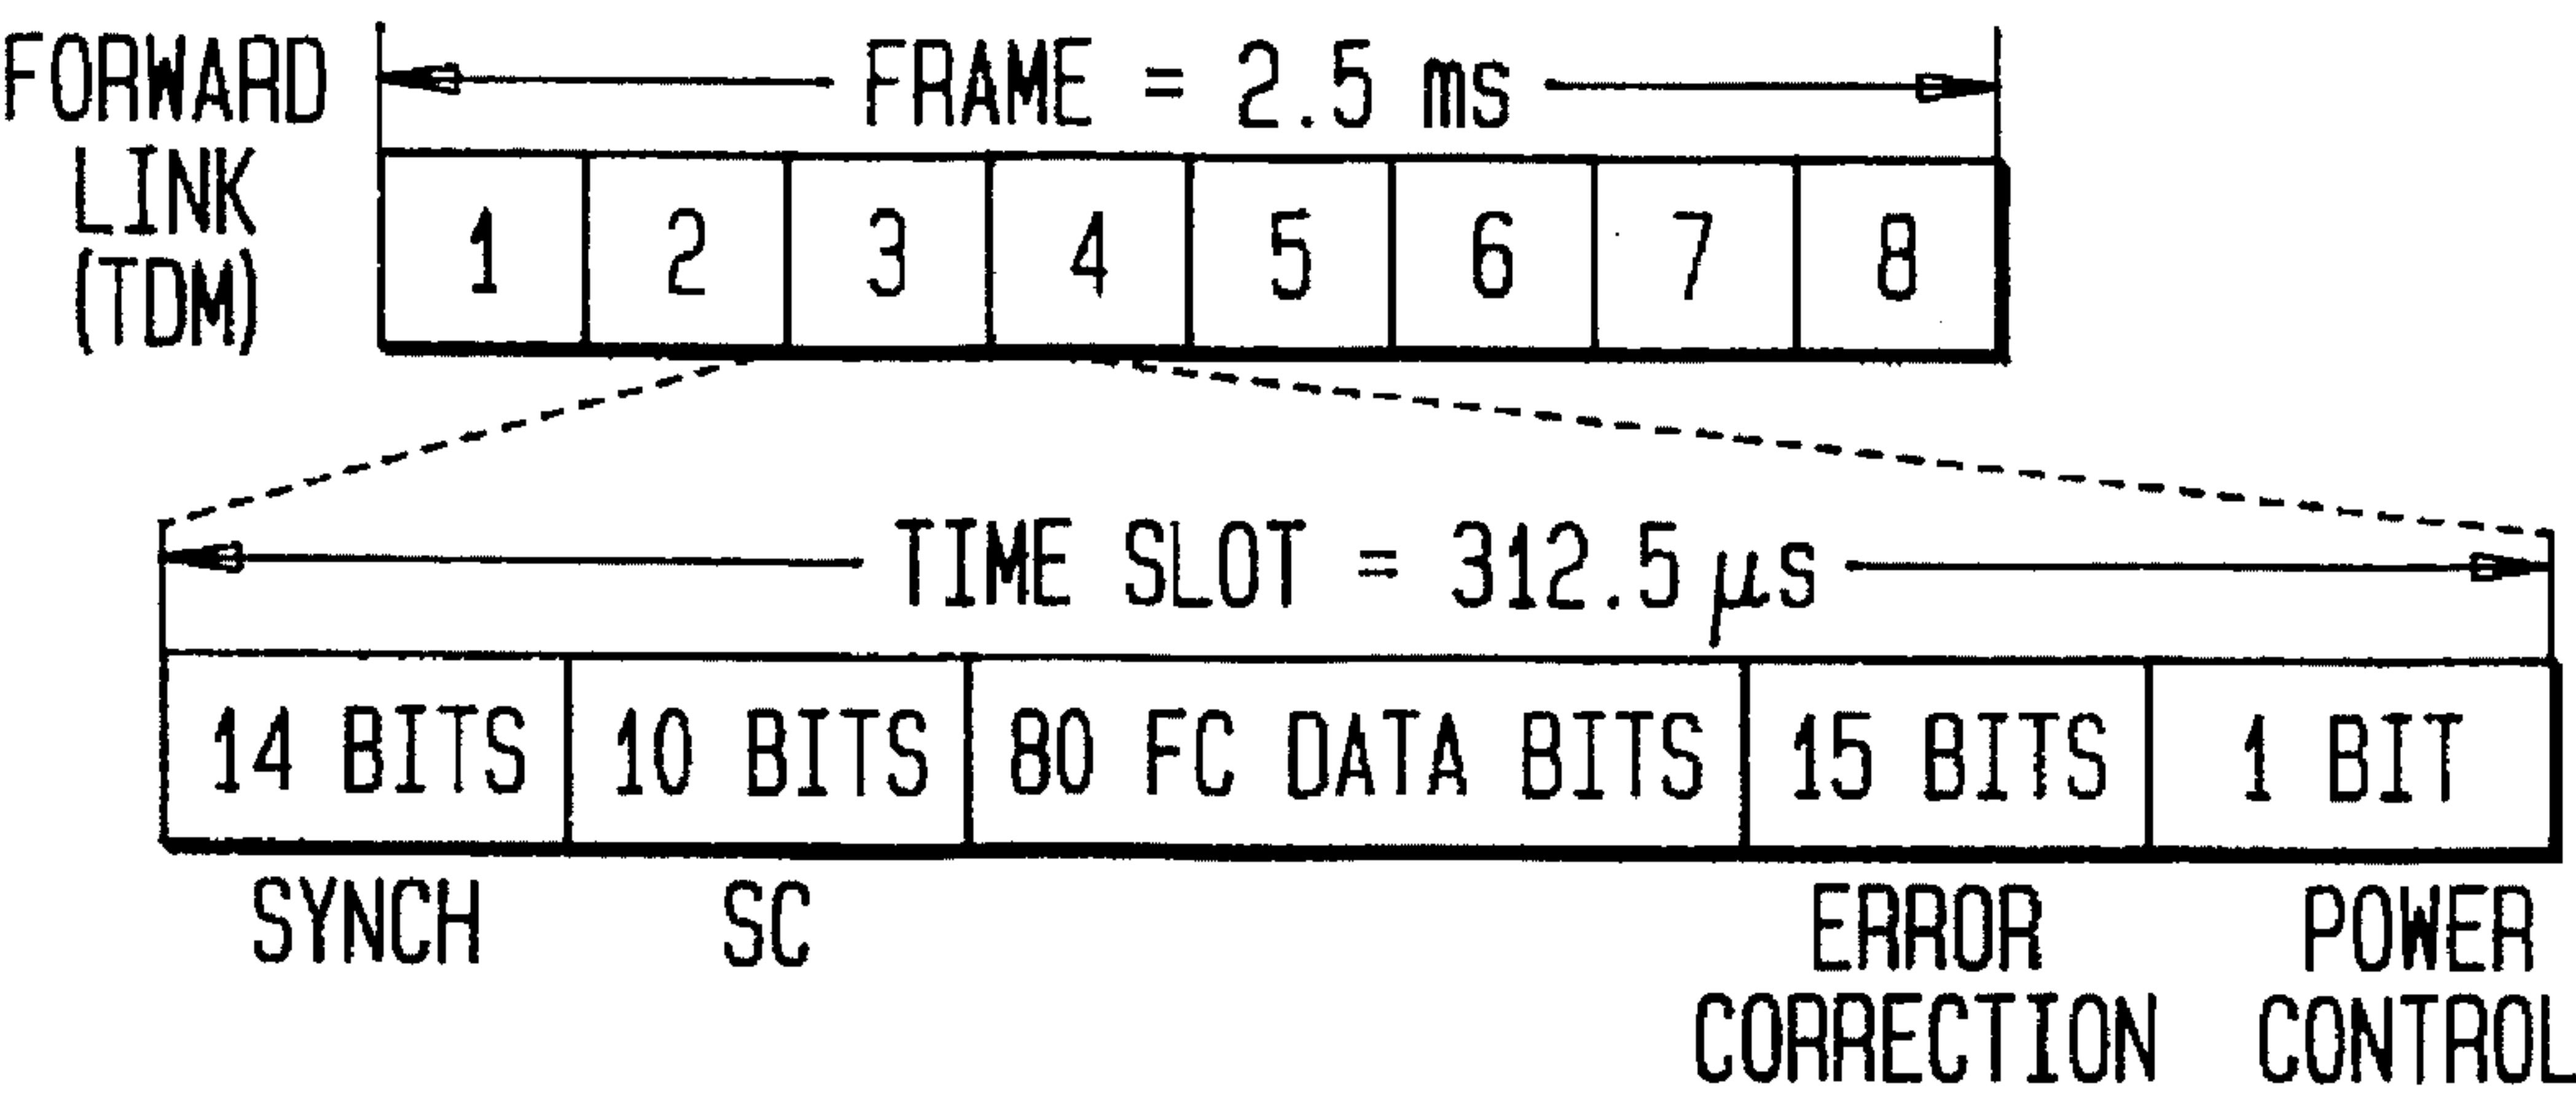 FORWARD
LINK
(TDM)
FRAME = 2.5 ms
1 2 3 4 5 6 7 8
TIME SLOT = 312.5 μs
14 BITS 10 BITS 80 FC DATA BITS 15 BITS 1 BIT
SYNCH SC ERROR POWER
CORRECTION CONTROL